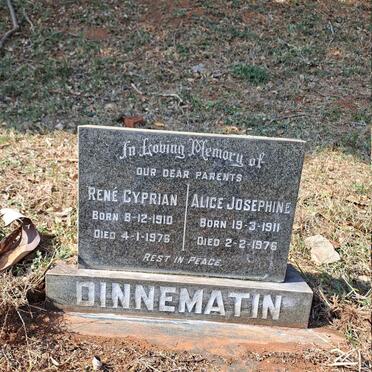 In Loving Memory of
OUR DEAR PARENTS
RENÉ CYPRIAN
BORN 8-12-1910
DIED 4-1-1976
ALICE JOSEPHINE
BORN 19-3-1911
DIED 2-2-1976
REST IN PEACE
DINNEMATIN